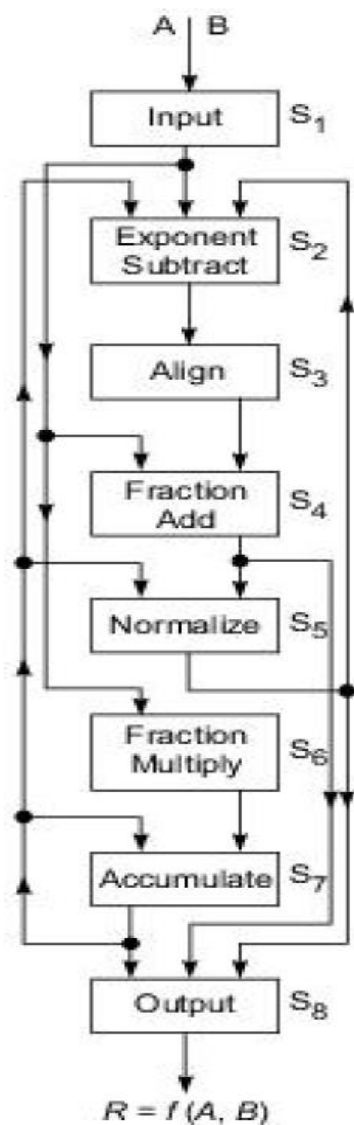 A B
Input S₁
Exponent
Subtract S₂
Align S₃
Fraction
Add S₄
Normalize S₅
Fraction
Multiply S₆
Accumulate S₇
Output S₈
R = f (A, B)